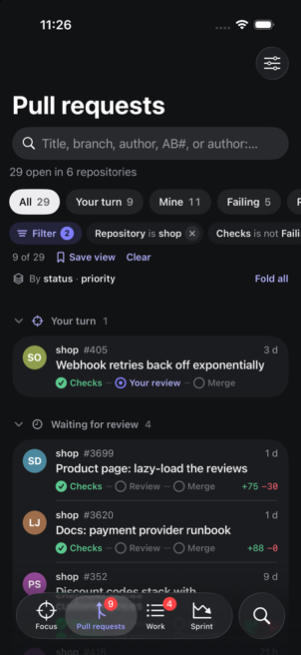 11:26
Pull requests
Title, branch, author, AB#, or author:...
29 open in 6 repositories
All 29 Your turn 9 Mine 11 Failing 5
Filter 2 Repository is shop × Checks is not Faili
9 of 29 Save view Clear
By status · priority Fold all
Your turn 1
SO shop #405 3 d
Webhook retries back off exponentially
Checks Your review Merge
Waiting for review 4
SD shop #3699 1 d
Product page: lazy-load the reviews
Checks Review Merge +75 −30
LJ shop #3620 1 d
Docs: payment provider runbook
Checks Review Merge +88 −0
PS shop #352 9 d
Discount codes stack with
9 4
Focus Pull requests Work Sprint